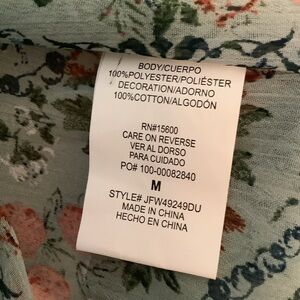 BODY/CUERPO
100%POLYESTER/POLIÉSTER
DECORATION/ADORNO
100%COTTON/ALGODÓN
RN#15600
CARE ON REVERSE
VER AL DORSO
PARA CUIDADO
PO# 100-00082840
M
STYLE# JFW49249DU
MADE IN CHINA
HECHO EN CHINA